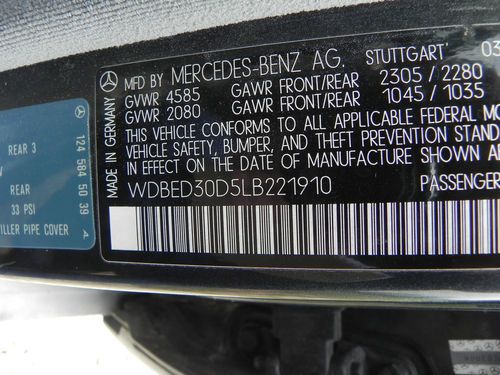 MFD BY MERCEDES-BENZ AG, STUTTGART 03
GVWR 4585 GAWR FRONT/REAR 2305 / 2280
GVWR 2080 GAWR FRONT/REAR 1045 / 1035
THIS VEHICLE CONFORMS TO ALL APPLICABLE FEDERAL MO
VEHICLE SAFETY, BUMPER, AND THEFT PREVENTION STANDA
IN EFFECT ON THE DATE OF MANUFACTURE SHOWN
WDBED30D5LB221910 PASSENGER
MADE IN GERMANY
REAR 3
REAR
33 PSI
ILLER PIPE COVER
124 584 50 39 A